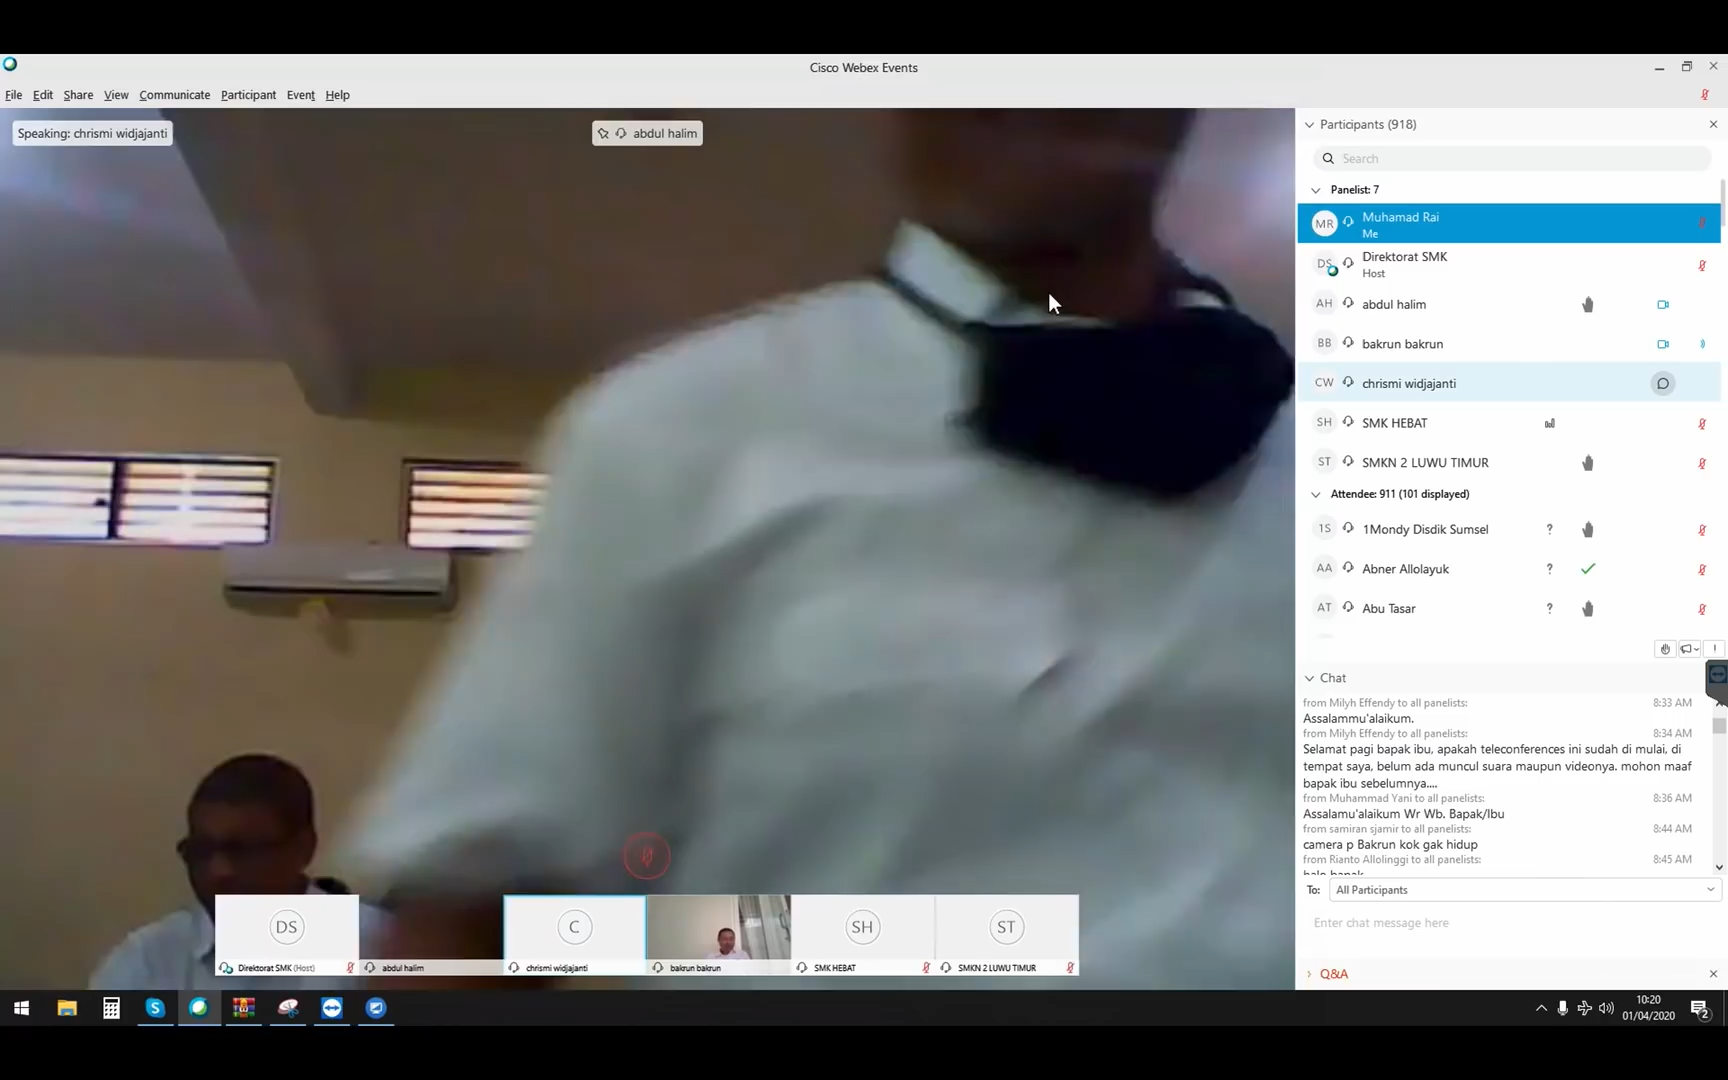 Cisco Webex Events
File Edit Share View Communicate Participant Event Help
Speaking: chrismi widjajanti
abdul halim
Participants (918)
Search
Panelist: 7
MR Muhamad Rai
Me
DS Direktorat SMK
Host
AH abdul halim
BB bakrun bakrun
CW chrismi widjajanti
SH SMK HEBAT
ST SMKN 2 LUWU TIMUR
Attendee: 911 (101 displayed)
1S 1Mondy Disdik Sumsel ?
AA Abner Allolayuk ?
AT Abu Tasar ?
Chat
from Milyh Effendy to all panelists: 8:33 AM
Assalammu'alaikum.
from Milyh Effendy to all panelists: 8:34 AM
Selamat pagi bapak ibu, apakah teleconferences ini sudah di mulai, di
tempat saya, belum ada muncul suara maupun videonya. mohon maaf
bapak ibu sebelumnya....
from Muhammad Yani to all panelists: 8:36 AM
Assalamu'alaikum Wr Wb. Bapak/Ibu
from samiran sjamir to all panelists: 8:44 AM
camera p Bakrun kok gak hidup
from Rianto Allolinggi to all panelists: 8:45 AM
To: All Participants
Enter chat message here
Q&A
DS
C
SH
ST
Direktorat SMK (Host)
abdul halim
chrismi widjajanti
bakrun bakrun
SMK HEBAT
SMKN 2 LUWU TIMUR
10:20
01/04/2020
2